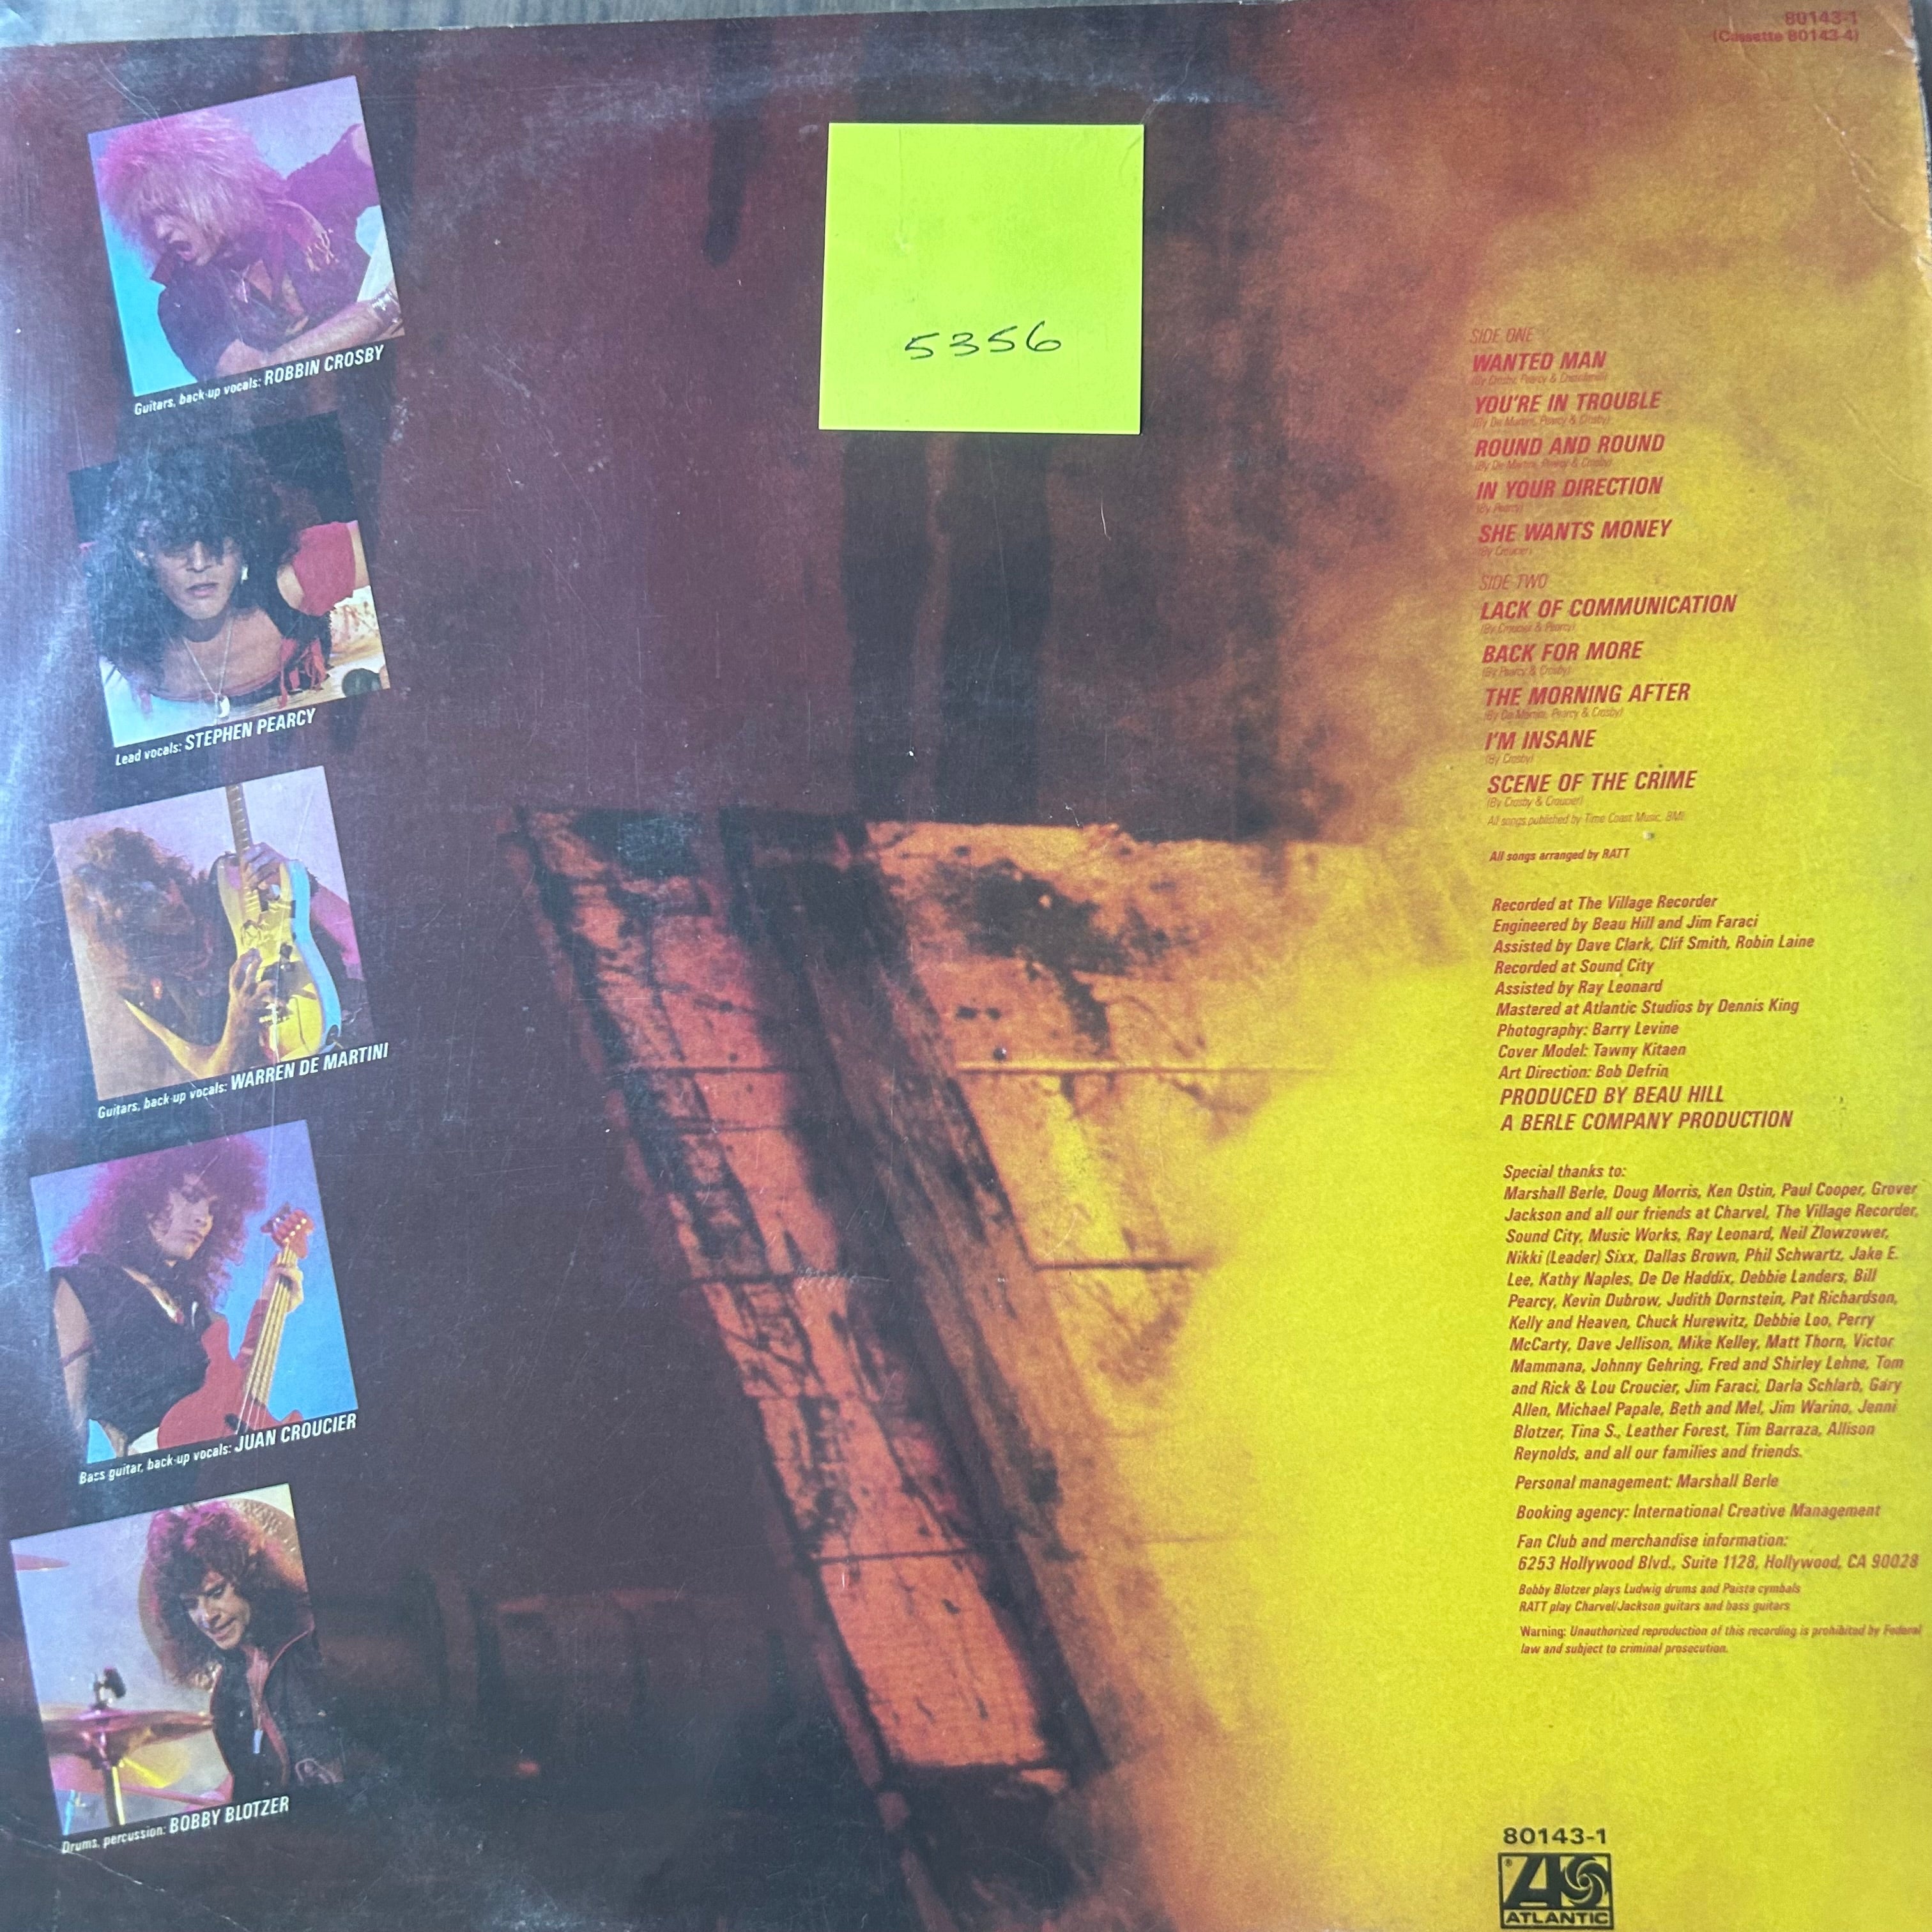 80143-1
(Cassette 80143-4)
Guitars, back-up vocals: ROBBIN CROSBY
Lead vocals: STEPHEN PEARCY
Guitars, back-up vocals: WARREN DE MARTINI
Bass guitar, back-up vocals: JUAN CROUCIER
Drums, percussion: BOBBY BLOTZER
5356
SIDE ONE
WANTED MAN
YOU'RE IN TROUBLE
(By De Martini, Pearcy & Crosby)
ROUND AND ROUND
(By De Martini, Pearcy & Crosby)
IN YOUR DIRECTION
(By Pearcy)
SHE WANTS MONEY
(By Croucier)
SIDE TWO
LACK OF COMMUNICATION
(By Croucier & Pearcy)
BACK FOR MORE
(By Pearcy & Crosby)
THE MORNING AFTER
(By De Martini, Pearcy & Crosby)
I'M INSANE
(By Crosby)
SCENE OF THE CRIME
(By Crosby & Croucier)
All songs published by Time Coast Music, BMI
All songs arranged by RATT
Recorded at The Village Recorder
Engineered by Beau Hill and Jim Faraci
Assisted by Dave Clark, Clif Smith, Robin Laine
Recorded at Sound City
Assisted by Ray Leonard
Mastered at Atlantic Studios by Dennis King
Photography: Barry Levine
Cover Model: Tawny Kitaen
Art Direction: Bob Defrin
PRODUCED BY BEAU HILL
A BERLE COMPANY PRODUCTION
Special thanks to:
Marshall Berle, Doug Morris, Ken Ostin, Paul Cooper, Grover
Jackson and all our friends at Charvel, The Village Recorder,
Sound City, Music Works, Ray Leonard, Neil Zlowzower,
Nikki (Leader) Sixx, Dallas Brown, Phil Schwartz, Jake E.
Lee, Kathy Naples, De De Haddix, Debbie Landers, Bill
Pearcy, Kevin Dubrow, Judith Dornstein, Pat Richardson,
Kelly and Heaven, Chuck Hurewitz, Debbie Loo, Perry
McCarty, Dave Jellison, Mike Kelley, Matt Thorn, Victor
Mammana, Johnny Gehring, Fred and Shirley Lehne, Tom
and Rick & Lou Croucier, Jim Faraci, Darla Schlarb, Gary
Allen, Michael Papale, Beth and Mel, Jim Warino, Jenni
Blotzer, Tina S., Leather Forest, Tim Barraza, Allison
Reynolds, and all our families and friends.
Personal management: Marshall Berle
Booking agency: International Creative Management
Fan Club and merchandise information:
6253 Hollywood Blvd., Suite 1128, Hollywood, CA 90028
Bobby Blotzer plays Ludwig drums and Paiste cymbals
RATT play Charvel/Jackson guitars and bass guitars
Warning: Unauthorized reproduction of this recording is prohibited by Federal
law and subject to criminal prosecution.
80143-1
ATLANTIC